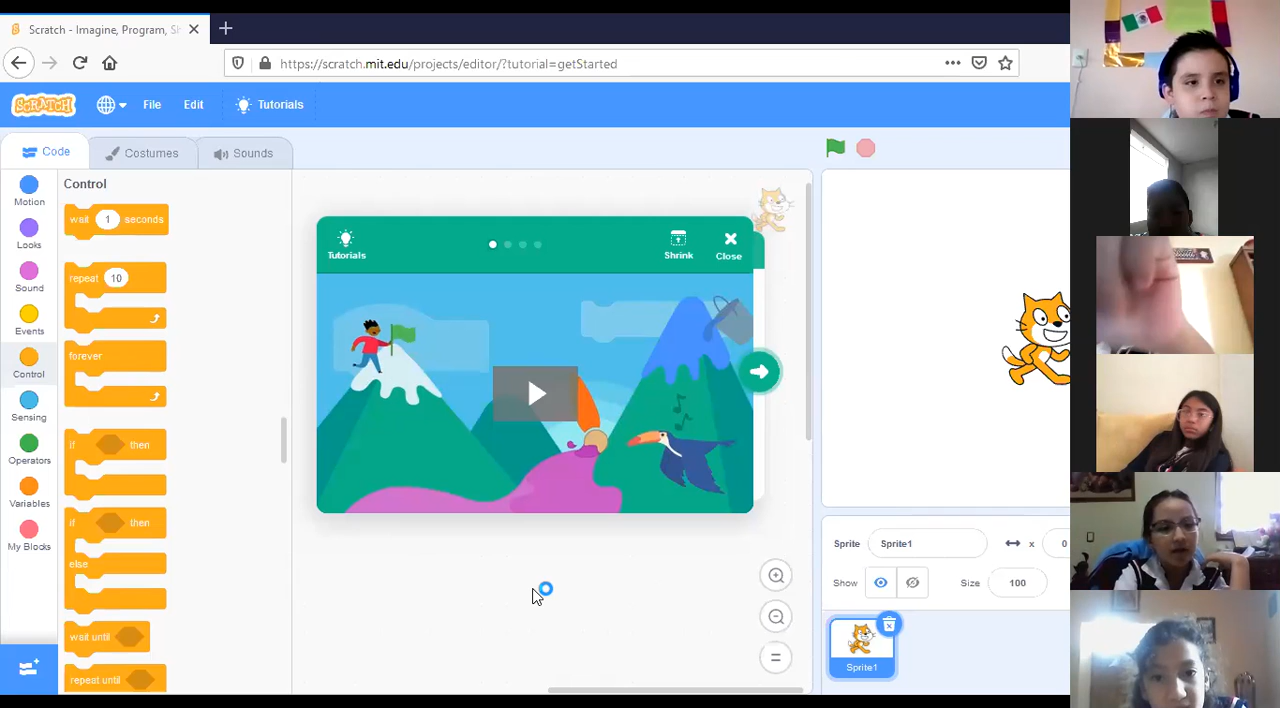 Scratch - Imagine, Program, Sh
https://scratch.mit.edu/projects/editor/?tutorial=getStarted
SCRATCH
File
Edit
Tutorials
Code
Costumes
Sounds
Motion
Looks
Sound
Events
Control
Sensing
Operators
Variables
My Blocks
Control
wait 1 seconds
repeat 10
forever
if then
if then
else
wait until
repeat until
Tutorials
Shrink
Close
Sprite Sprite1 x 0
Show Size 100
Sprite1